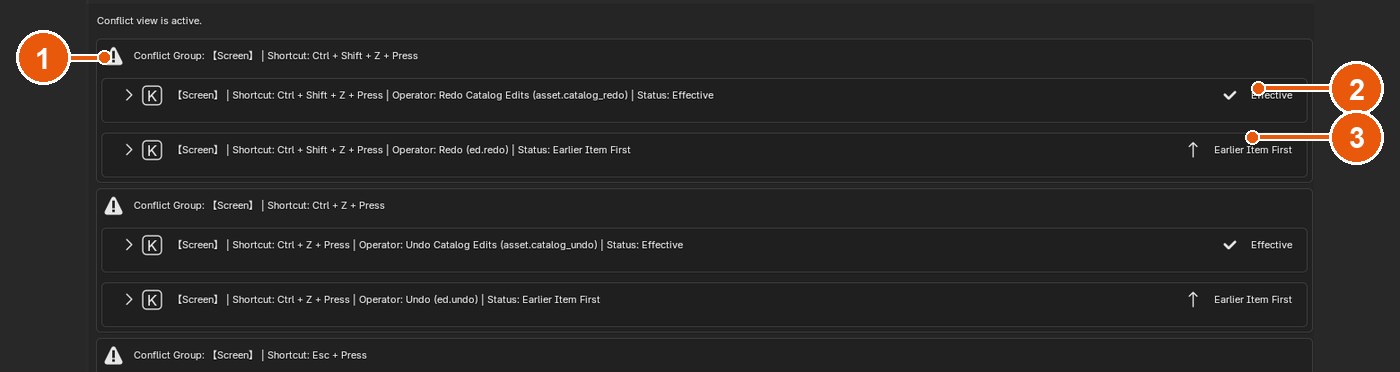 Conflict view is active.
1
Conflict Group: 【Screen】 | Shortcut: Ctrl + Shift + Z + Press
K 【Screen】 | Shortcut: Ctrl + Shift + Z + Press | Operator: Redo Catalog Edits (asset.catalog_redo) | Status: Effective Effective
2
K 【Screen】 | Shortcut: Ctrl + Shift + Z + Press | Operator: Redo (ed.redo) | Status: Earlier Item First Earlier Item First
3
Conflict Group: 【Screen】 | Shortcut: Ctrl + Z + Press
K 【Screen】 | Shortcut: Ctrl + Z + Press | Operator: Undo Catalog Edits (asset.catalog_undo) | Status: Effective Effective
K 【Screen】 | Shortcut: Ctrl + Z + Press | Operator: Undo (ed.undo) | Status: Earlier Item First Earlier Item First
Conflict Group: 【Screen】 | Shortcut: Esc + Press